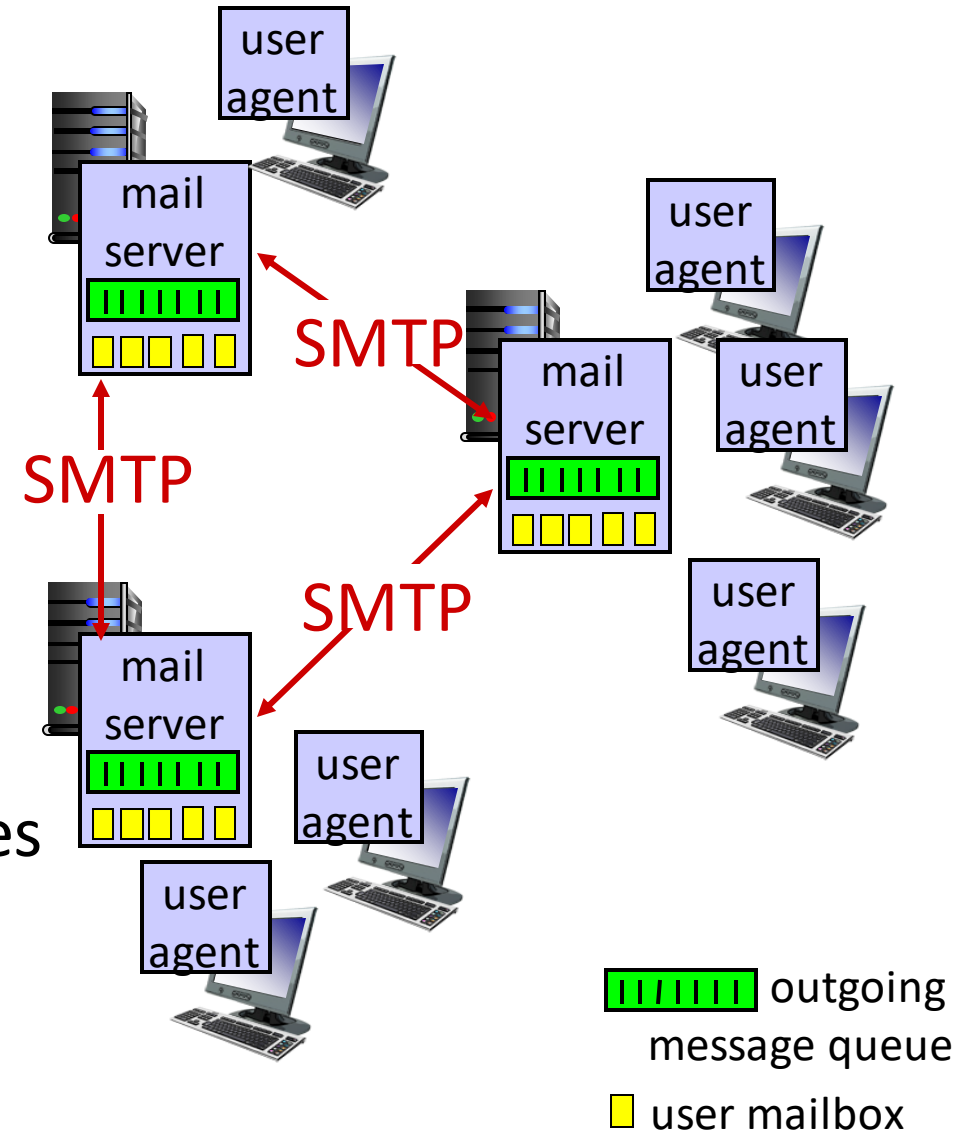 user
agent
mail
server
user
agent
SMTP
mail
server
user
agent
SMTP
user
agent
SMTP
mail
server
user
agent
es
user
agent
outgoing
message queue
user mailbox